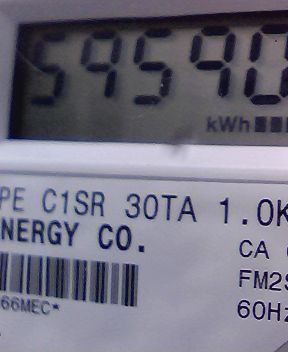 59590
kWh
PE C1SR 30TA 1.0K
NERGY CO.
CA
FM2S
66MEC*
60Hz